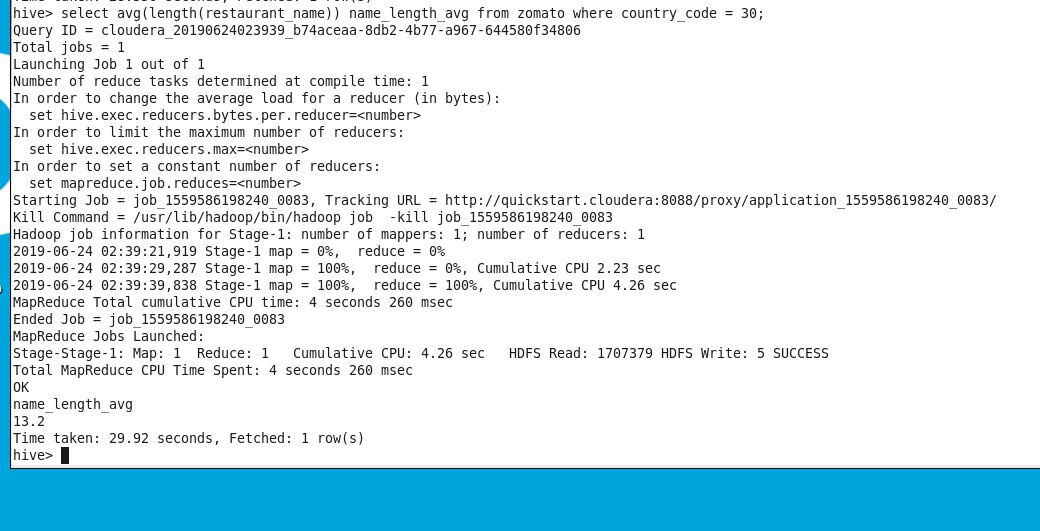 hive> select avg(length(restaurant_name)) name_length_avg from zomato where country_code = 30;
Query ID = cloudera_20190624023939_b74aceaa-8db2-4b77-a967-644580f34806
Total jobs = 1
Launching Job 1 out of 1
Number of reduce tasks determined at compile time: 1
In order to change the average load for a reducer (in bytes):
  set hive.exec.reducers.bytes.per.reducer=<number>
In order to limit the maximum number of reducers:
  set hive.exec.reducers.max=<number>
In order to set a constant number of reducers:
  set mapreduce.job.reduces=<number>
Starting Job = job_1559586198240_0083, Tracking URL = http://quickstart.cloudera:8088/proxy/application_1559586198240_0083/
Kill Command = /usr/lib/hadoop/bin/hadoop job  -kill job_1559586198240_0083
Hadoop job information for Stage-1: number of mappers: 1; number of reducers: 1
2019-06-24 02:39:21,919 Stage-1 map = 0%,  reduce = 0%
2019-06-24 02:39:29,287 Stage-1 map = 100%,  reduce = 0%, Cumulative CPU 2.23 sec
2019-06-24 02:39:39,838 Stage-1 map = 100%,  reduce = 100%, Cumulative CPU 4.26 sec
MapReduce Total cumulative CPU time: 4 seconds 260 msec
Ended Job = job_1559586198240_0083
MapReduce Jobs Launched:
Stage-Stage-1: Map: 1  Reduce: 1   Cumulative CPU: 4.26 sec   HDFS Read: 1707379 HDFS Write: 5 SUCCESS
Total MapReduce CPU Time Spent: 4 seconds 260 msec
OK
name_length_avg
13.2
Time taken: 29.92 seconds, Fetched: 1 row(s)
hive>